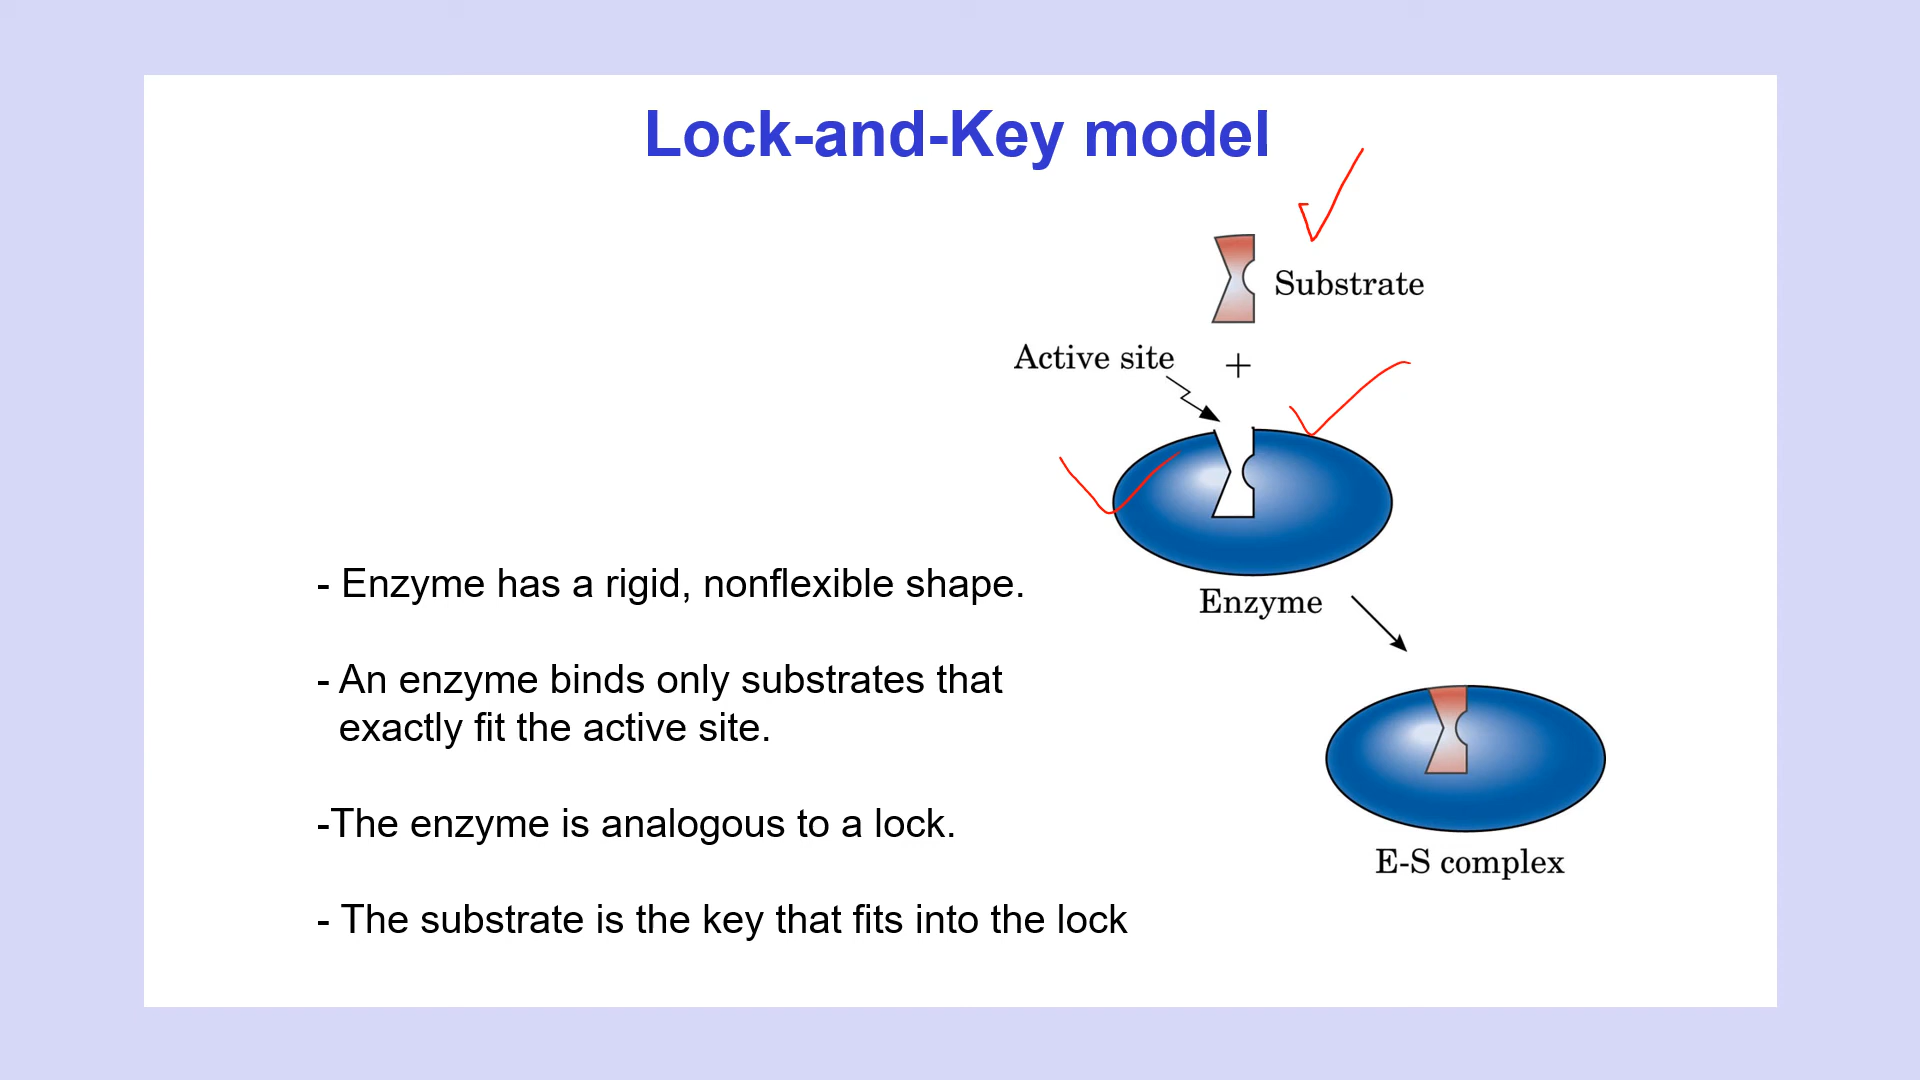 Lock-and-Key model
Substrate
Active site
+
Enzyme
- Enzyme has a rigid, nonflexible shape.
- An enzyme binds only substrates that
exactly fit the active site.
-The enzyme is analogous to a lock.
- The substrate is the key that fits into the lock
E-S complex